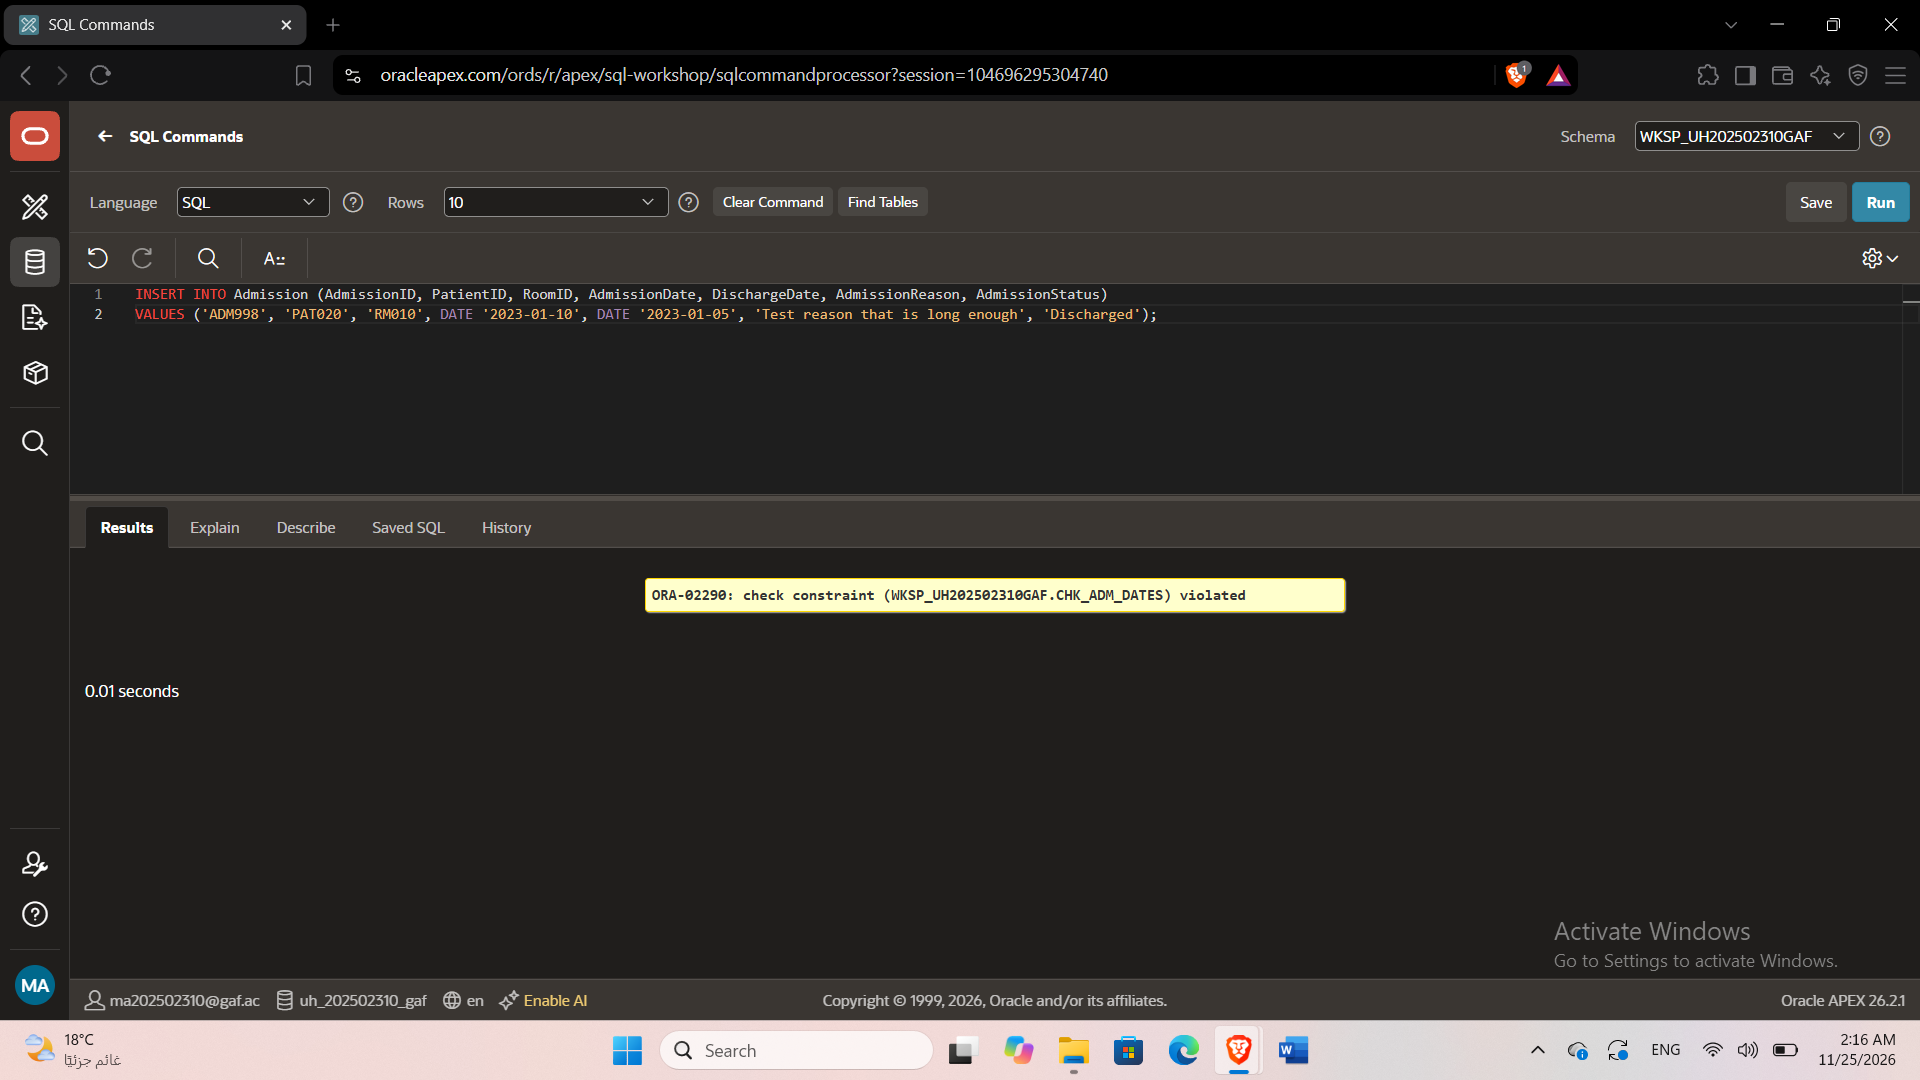 SQL Commands
oracleapex.com/ords/r/apex/sql-workshop/sqlcommandprocessor?session=104696295304740
1
SQL Commands
Schema
WKSP_UH202502310GAF
Language
SQL
Rows
10
Clear Command
Find Tables
Save
Run
A::
1 INSERT INTO Admission (AdmissionID, PatientID, RoomID, AdmissionDate, DischargeDate, AdmissionReason, AdmissionStatus)
2 VALUES ('ADM998', 'PAT020', 'RM010', DATE '2023-01-10', DATE '2023-01-05', 'Test reason that is long enough', 'Discharged');
Results
Explain
Describe
Saved SQL
History
ORA-02290: check constraint (WKSP_UH202502310GAF.CHK_ADM_DATES) violated
0.01 seconds
Activate Windows
Go to Settings to activate Windows.
MA
ma202502310@gaf.ac
uh_202502310_gaf
en
Enable AI
Copyright © 1999, 2026, Oracle and/or its affiliates.
Oracle APEX 26.2.1
18°C
غائم جزئيًا
Search
W
ENG
2:16 AM
11/25/2026